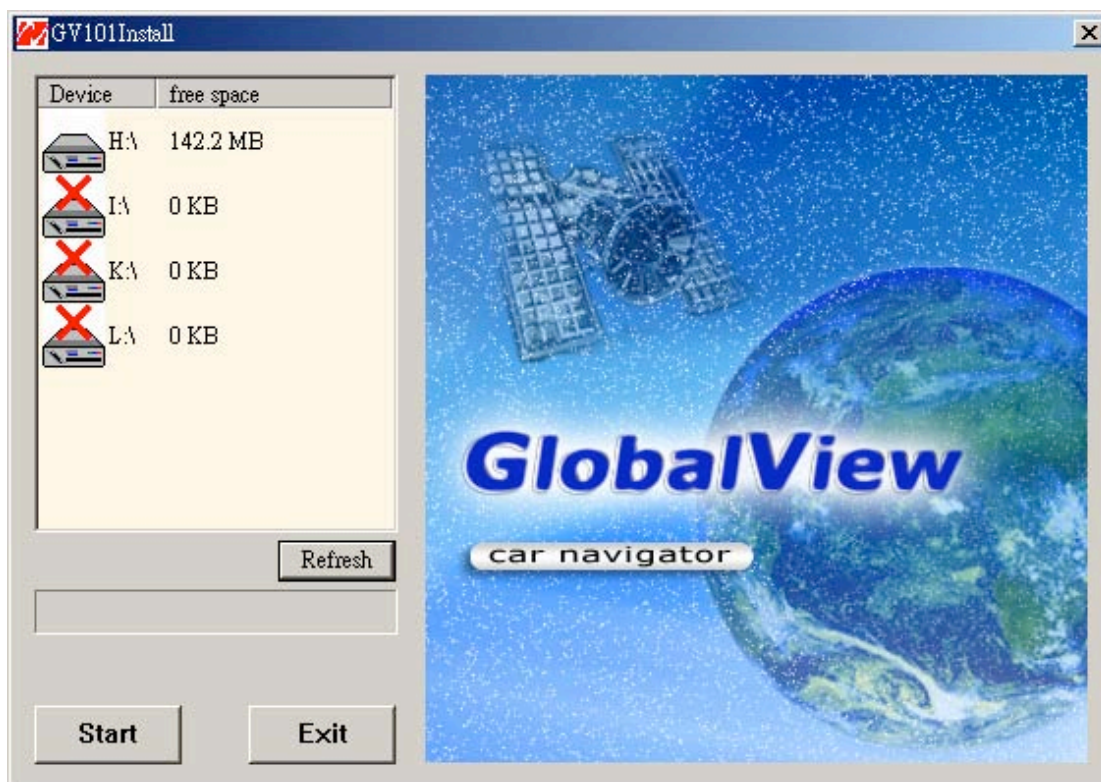 GV101Install
Device free space
H:\ 142.2 MB
I:\ 0 KB
K:\ 0 KB
L:\ 0 KB
Refresh
Start Exit
GlobalView
car navigator